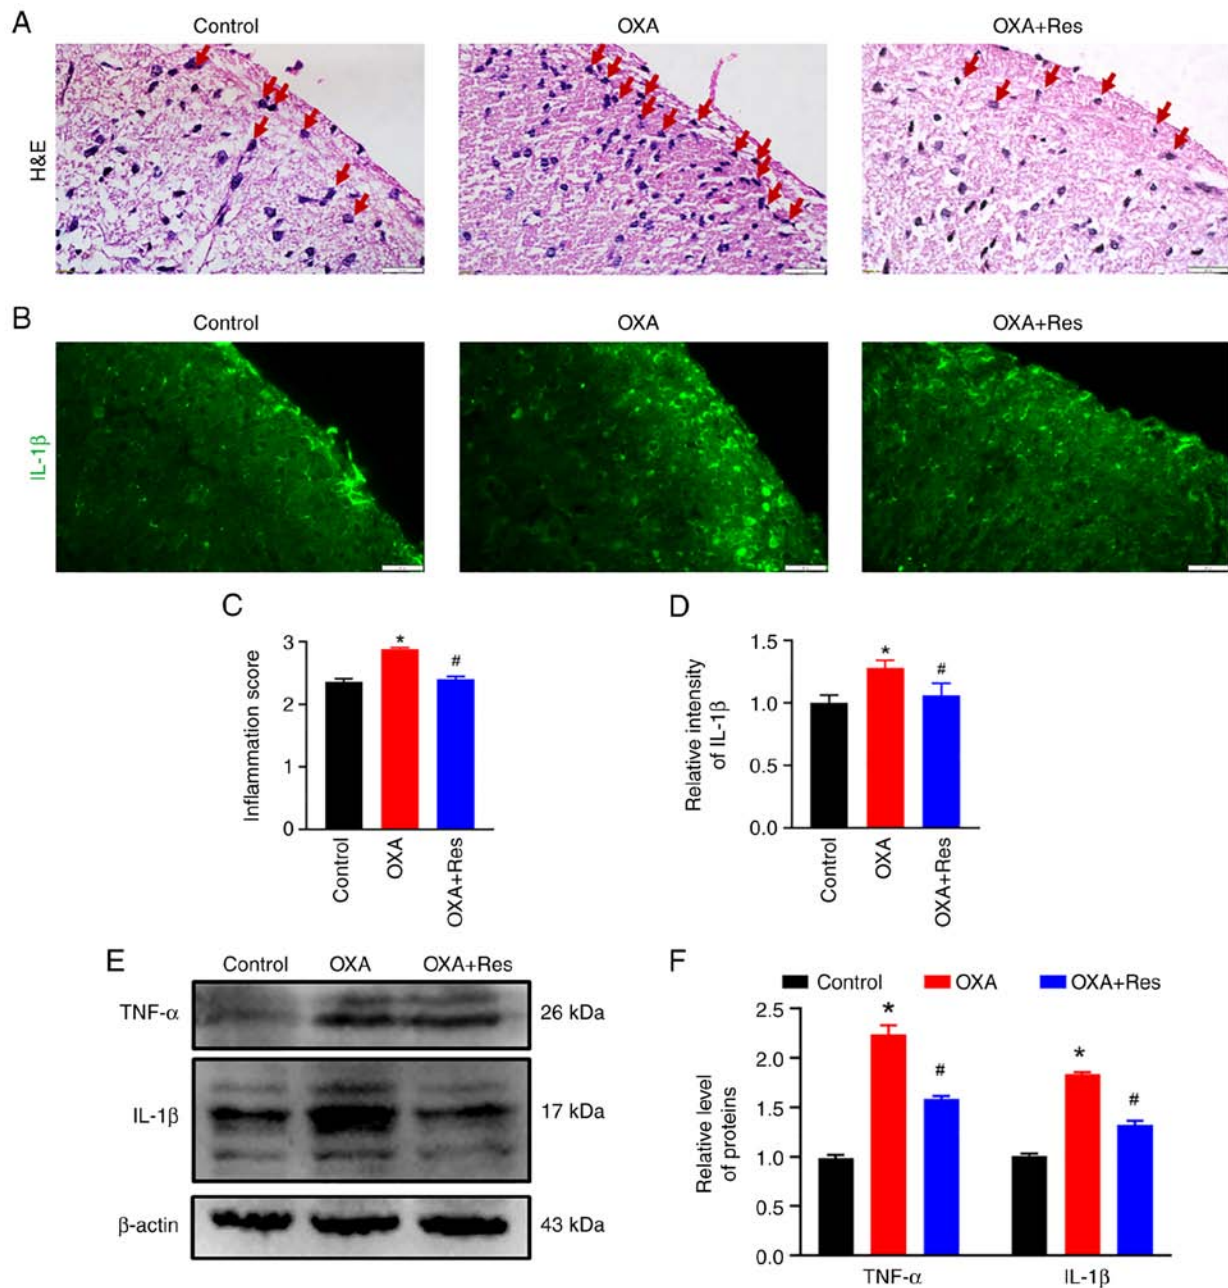 A
Control
OXA
OXA+Res
H&E
B
Control
OXA
OXA+Res
IL-1β
C
Inflammation score
3
2
1
0
*
#
Control
OXA
OXA+Res
D
Relative intensity
of IL-1β
1.5
1.0
0.5
0.0
*
#
Control
OXA
OXA+Res
E
Control
OXA
OXA+Res
TNF-α
26 kDa
IL-1β
17 kDa
β-actin
43 kDa
F
Control
OXA
OXA+Res
Relative level
of proteins
2.5
2.0
1.5
1.0
0.5
0.0
*
#
*
#
TNF-α
IL-1β